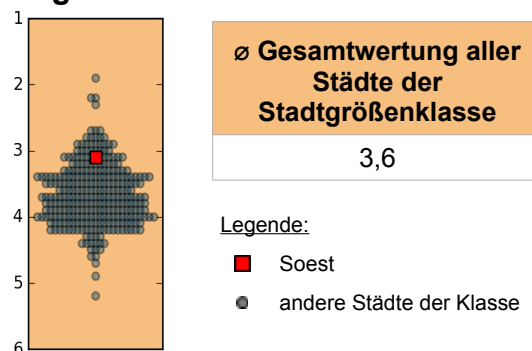 1
2
3
4
5
6
⌀ Gesamtwertung aller
Städte der
Stadtgrößenklasse
3,6
Legende:
Soest
andere Städte der Klasse